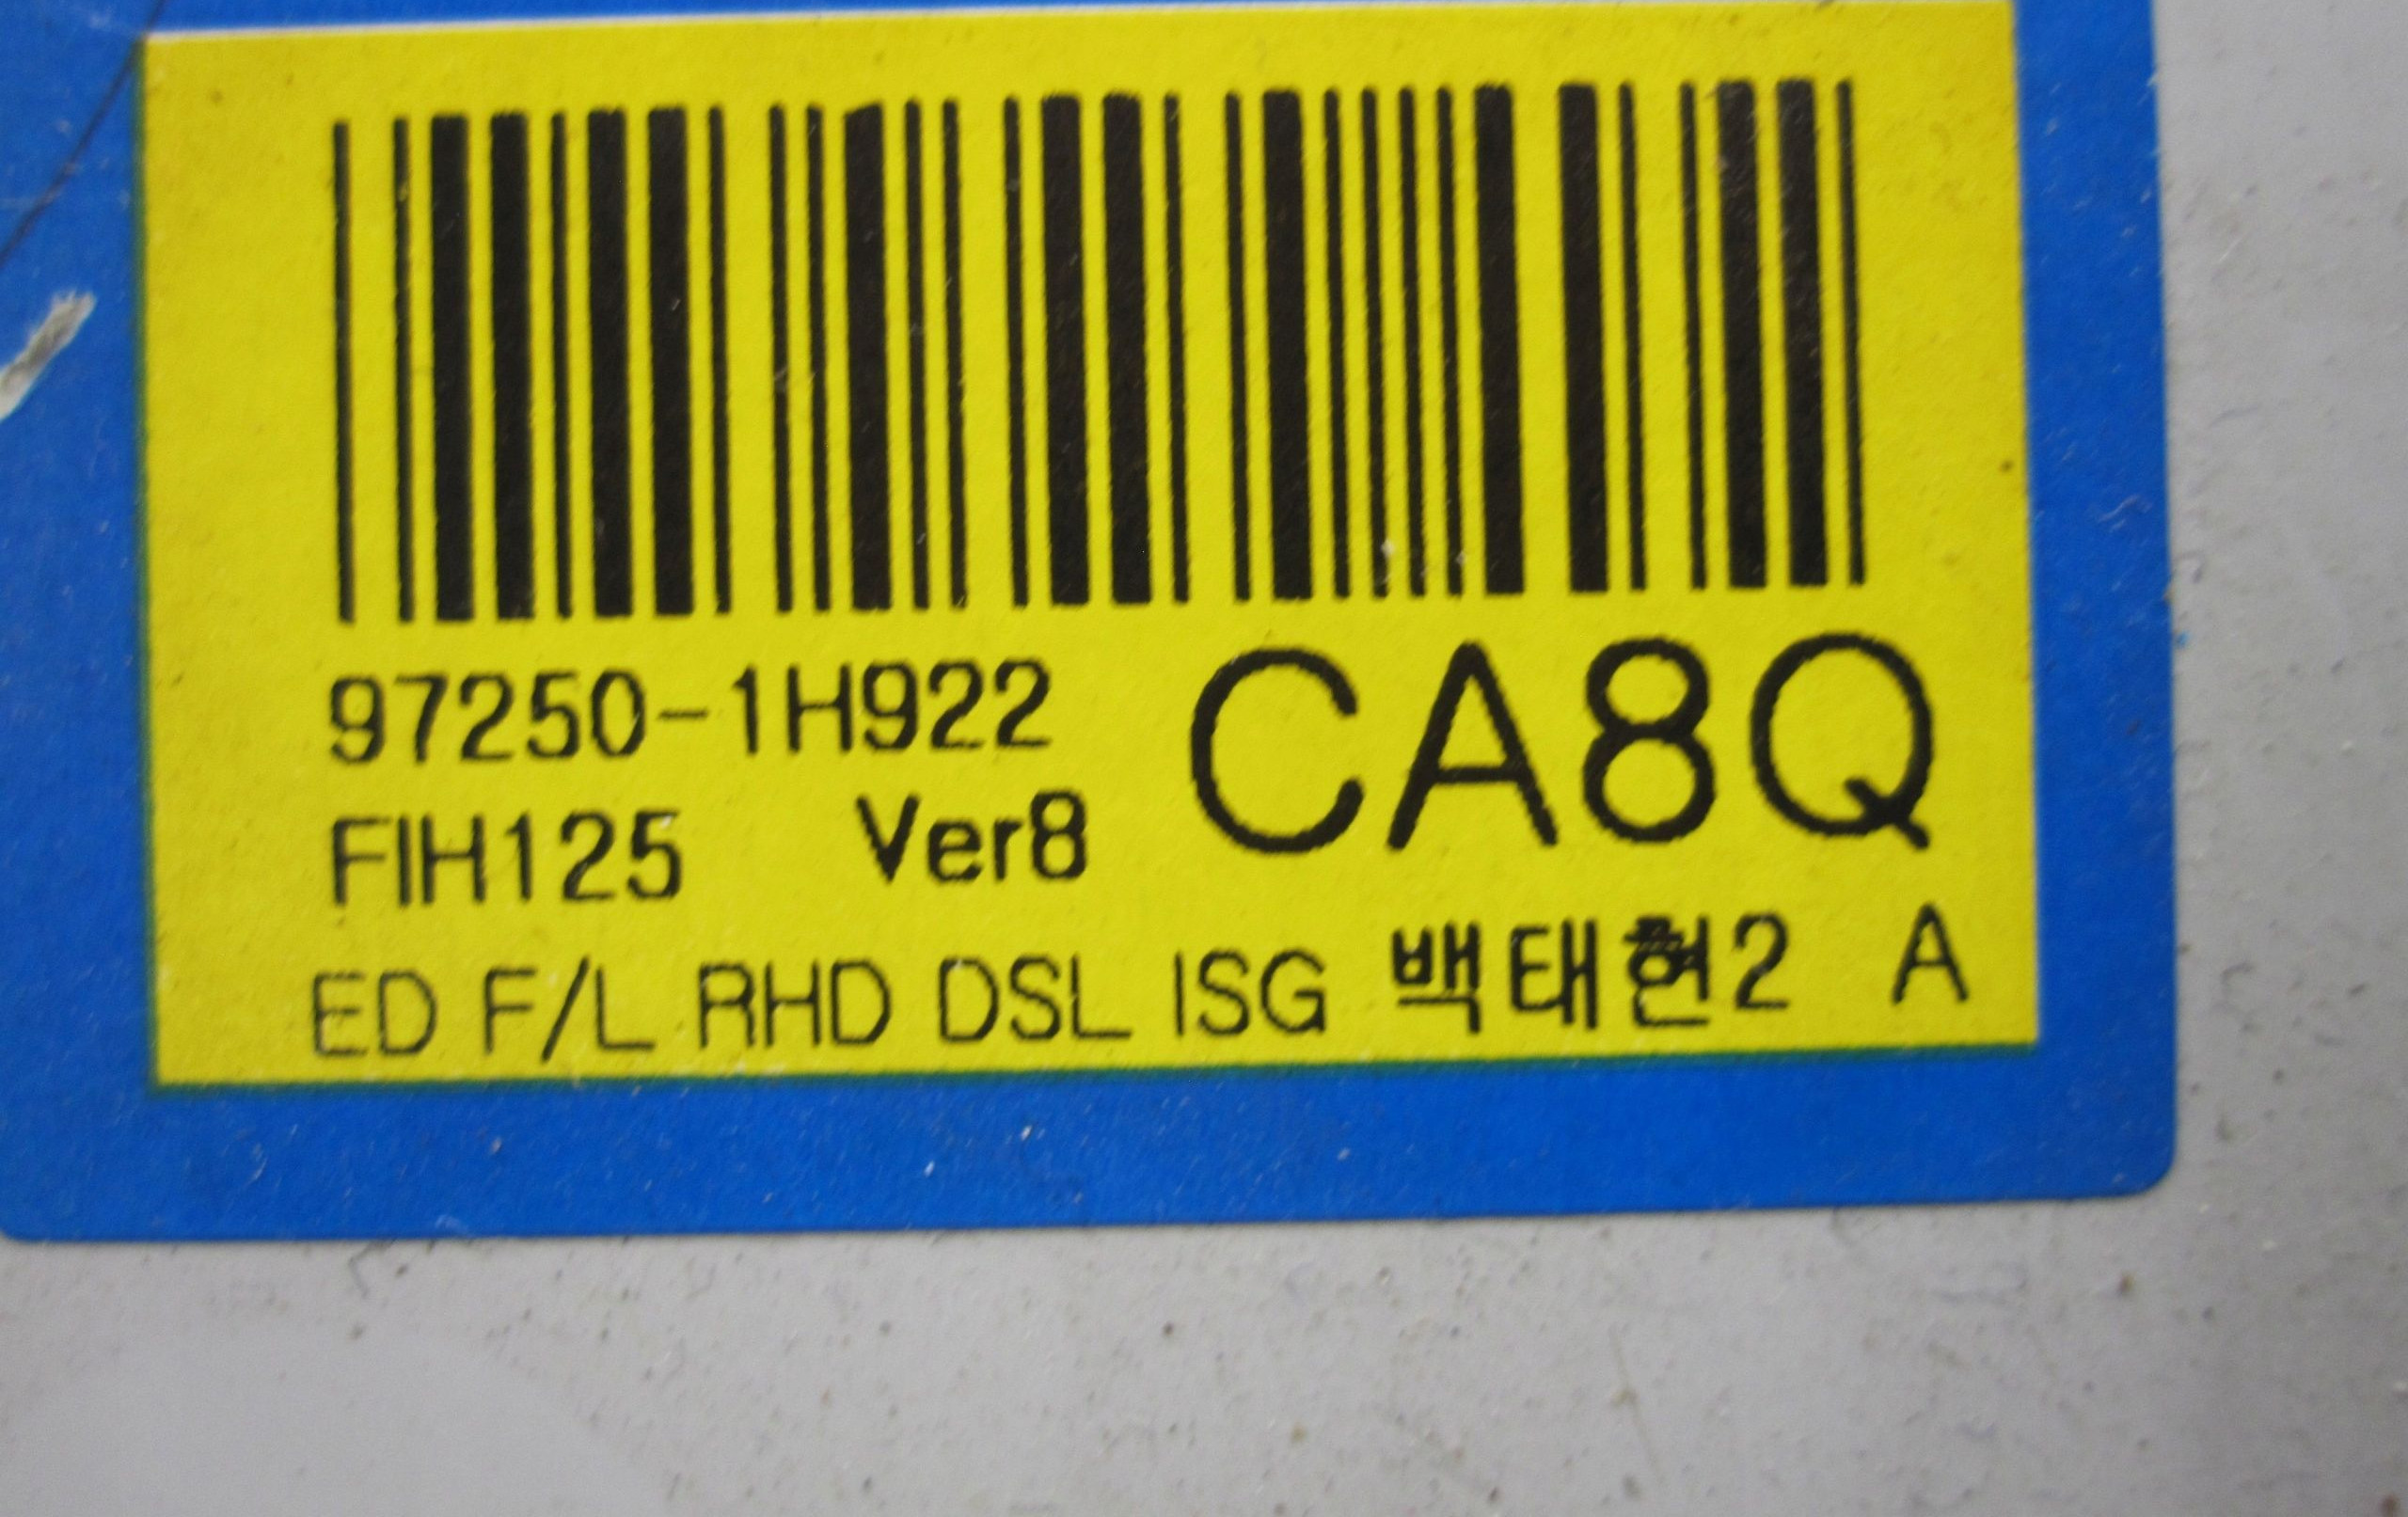 97250-1H922
CA8Q
FIH125 Ver8
ED F/L RHD DSL ISG 백태현2 A